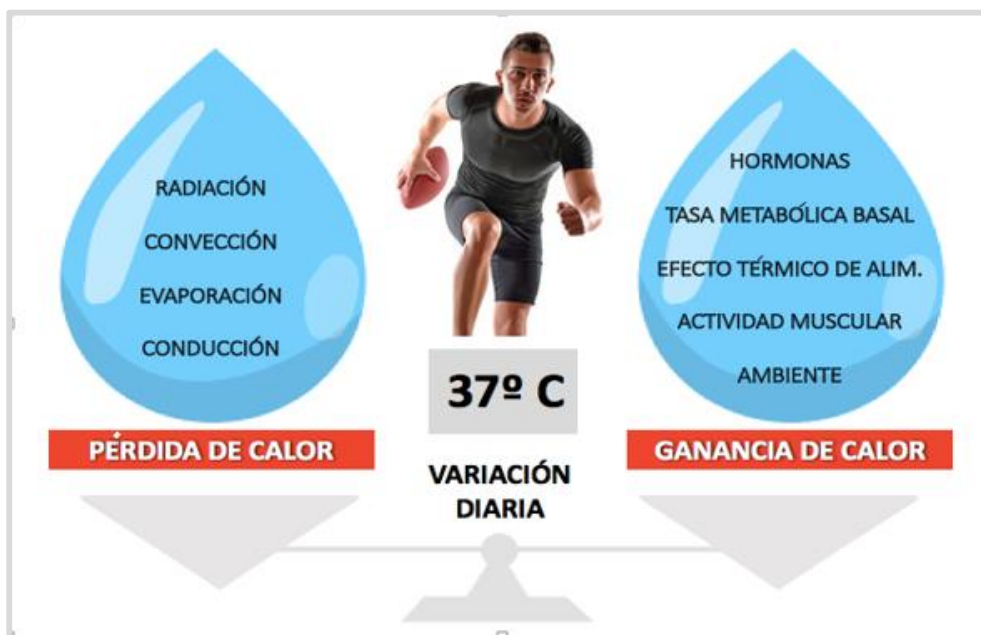 RADIACIÓN
CONVECCIÓN
EVAPORACIÓN
CONDUCCIÓN
PÉRDIDA DE CALOR
37º C
VARIACIÓN
DIARIA
HORMONAS
TASA METABÓLICA BASAL
EFECTO TÉRMICO DE ALIM.
ACTIVIDAD MUSCULAR
AMBIENTE
GANANCIA DE CALOR